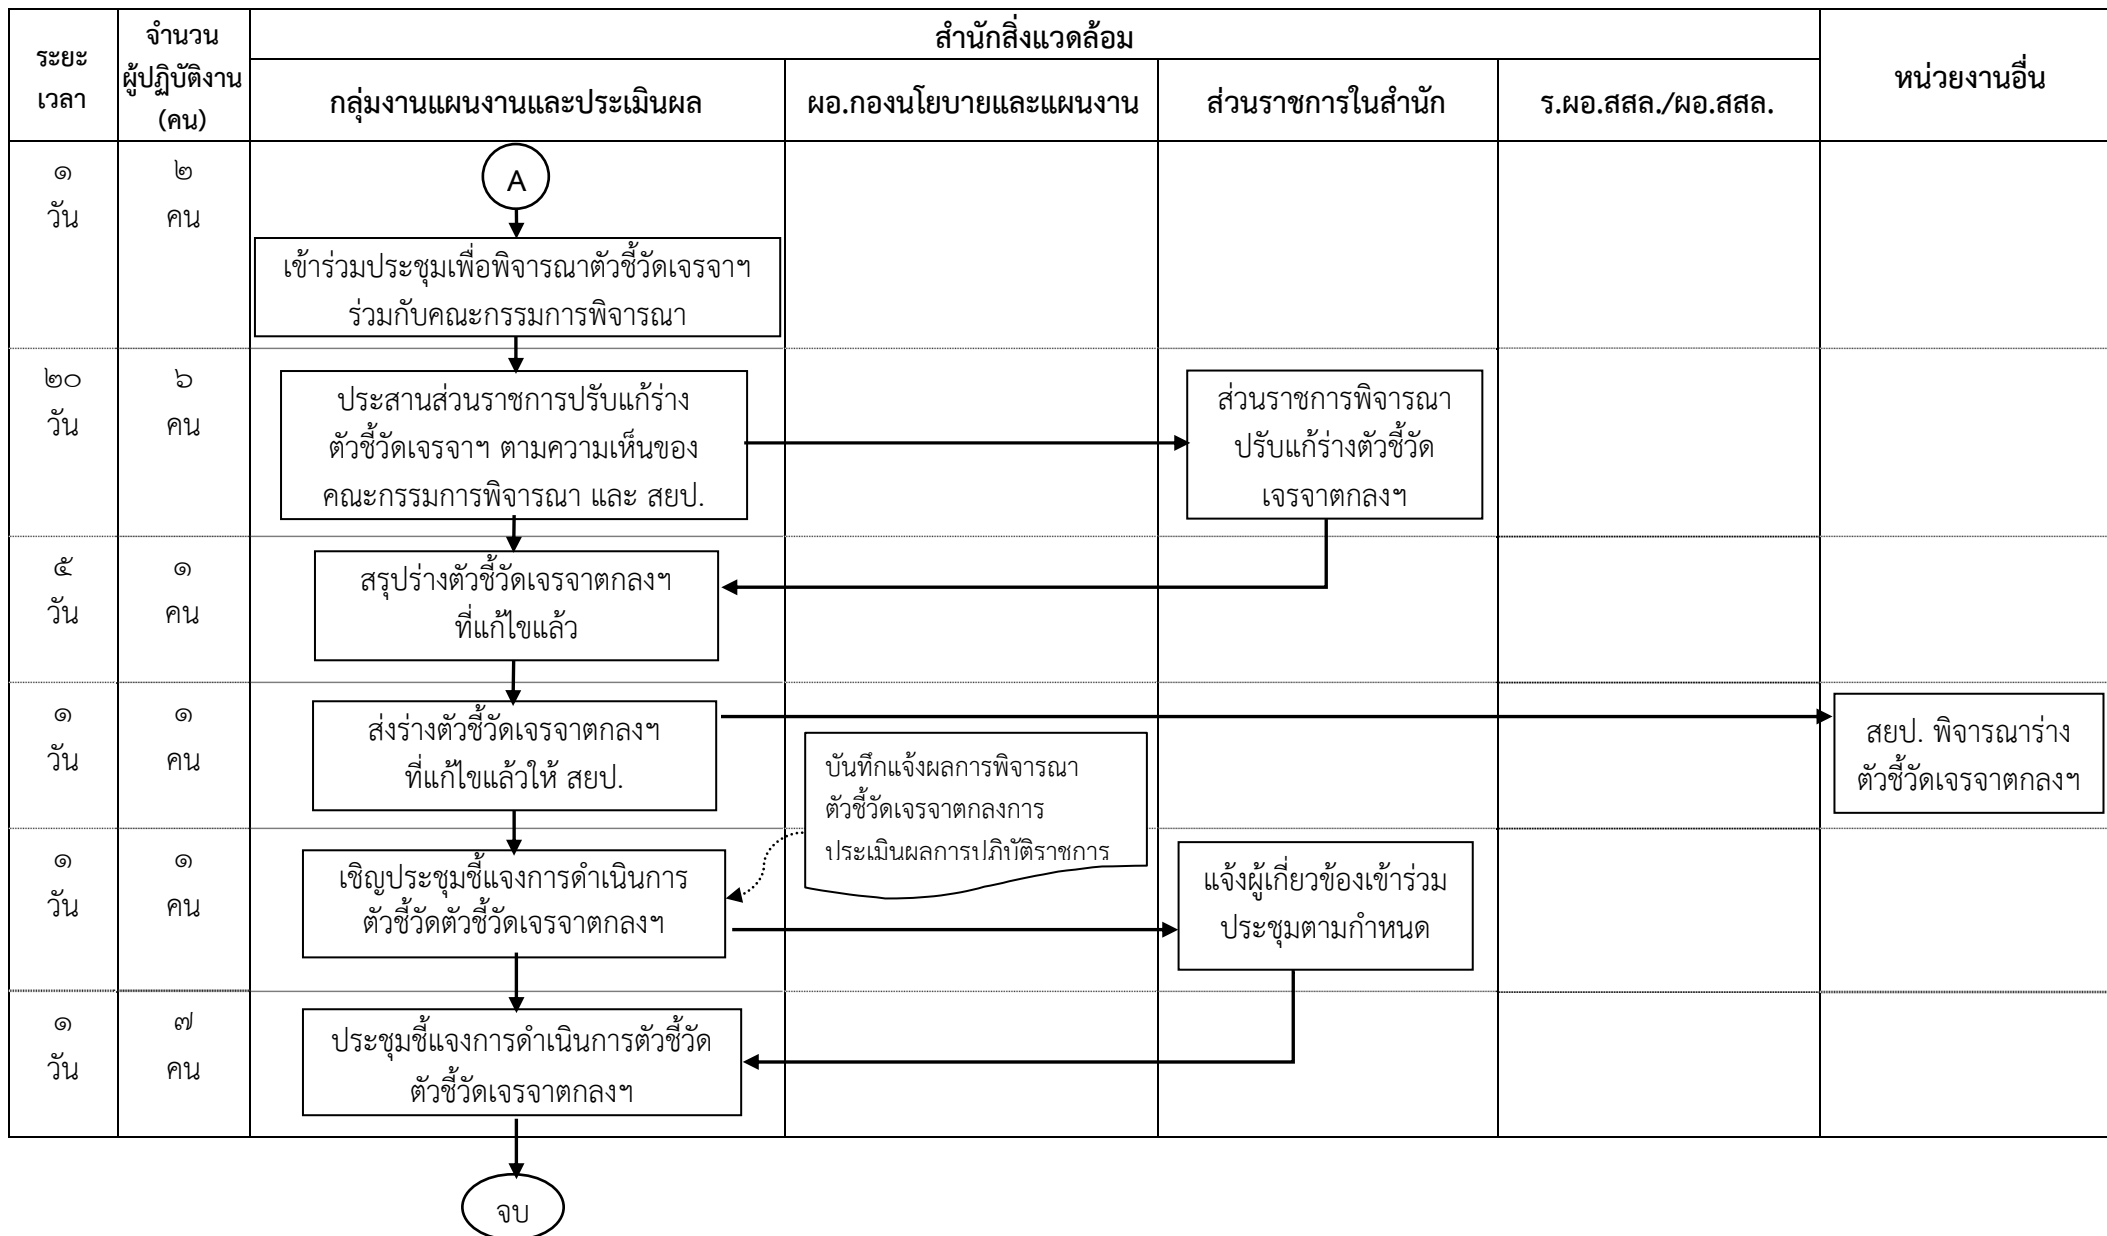 ระยะ
เวลา
จำนวน
ผู้ปฏิบัติงาน
(คน)
สำนักสิ่งแวดล้อม
หน่วยงานอื่น
กลุ่มงานแผนงานและประเมินผล
ผอ.กองนโยบายและแผนงาน
ส่วนราชการในสำนัก
ร.ผอ.สสล./ผอ.สสล.
๑
วัน
๒
คน
A
เข้าร่วมประชุมเพื่อพิจารณาตัวชี้วัดเจรจาฯ
ร่วมกับคณะกรรมการพิจารณา
๒๐
วัน
๖
คน
ประสานส่วนราชการปรับแก้ร่าง
ตัวชี้วัดเจรจาฯ ตามความเห็นของ
คณะกรรมการพิจารณา และ สยป.
ส่วนราชการพิจารณา
ปรับแก้ร่างตัวชี้วัด
เจรจาตกลงฯ
๕
วัน
๑
คน
สรุปร่างตัวชี้วัดเจรจาตกลงฯ
ที่แก้ไขแล้ว
๑
วัน
๑
คน
ส่งร่างตัวชี้วัดเจรจาตกลงฯ
ที่แก้ไขแล้วให้ สยป.
สยป. พิจารณาร่าง
ตัวชี้วัดเจรจาตกลงฯ
บันทึกแจ้งผลการพิจารณา
ตัวชี้วัดเจรจาตกลงการ
ประเมินผลการปฏิบัติราชการ
๑
วัน
๑
คน
เชิญประชุมชี้แจงการดำเนินการ
ตัวชี้วัดตัวชี้วัดเจรจาตกลงฯ
แจ้งผู้เกี่ยวข้องเข้าร่วม
ประชุมตามกำหนด
๑
วัน
๗
คน
ประชุมชี้แจงการดำเนินการตัวชี้วัด
ตัวชี้วัดเจรจาตกลงฯ
จบ